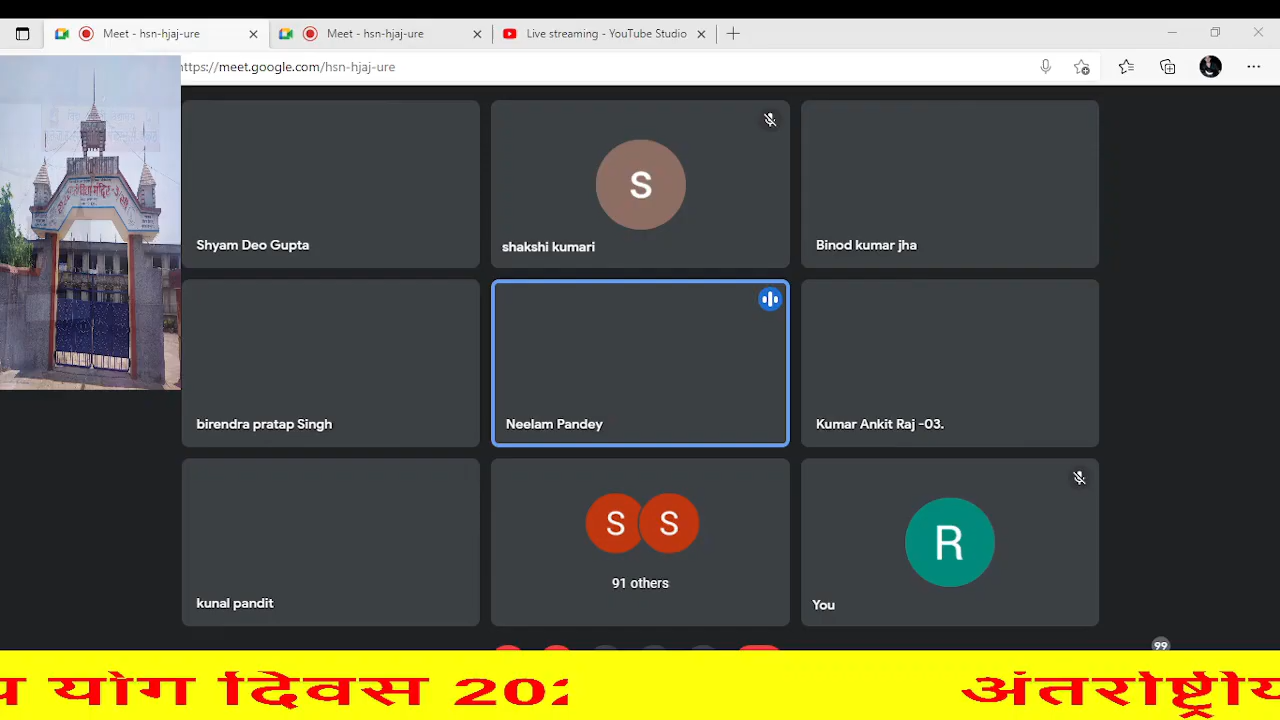 Meet - hsn-hjaj-ure
Meet - hsn-hjaj-ure
Live streaming - YouTube Studio
ttps://meet.google.com/hsn-hjaj-ure
Shyam Deo Gupta
S
shakshi kumari
Binod kumar jha
birendra pratap Singh
Neelam Pandey
Kumar Ankit Raj -03.
kunal pandit
S S
91 others
R
You
99
य योग दिवस 202 अंतर्राष्ट्रीय